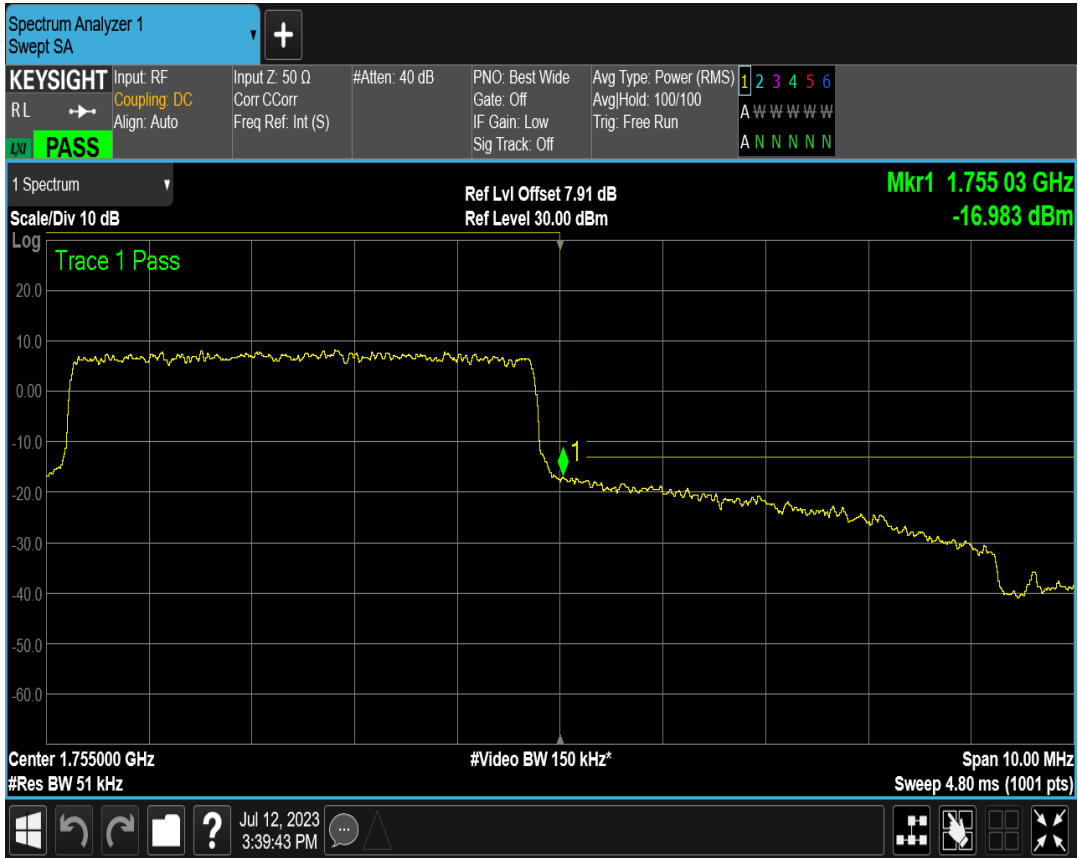 Spectrum Analyzer 1
Swept SA
+
KEYSIGHT
RL
LXI PASS
Input: RF
Coupling: DC
Align: Auto
Input Z: 50 Ω
Corr CCorr
Freq Ref: Int (S)
#Atten: 40 dB
PNO: Best Wide
Gate: Off
IF Gain: Low
Sig Track: Off
Avg Type: Power (RMS)
Avg|Hold: 100/100
Trig: Free Run
1 2 3 4 5 6
A W W W W W
A N N N N N
1 Spectrum
Scale/Div 10 dB
Ref Lvl Offset 7.91 dB
Ref Level 30.00 dBm
Mkr1 1.755 03 GHz
-16.983 dBm
Log
Trace 1 Pass
20.0
10.0
0.00
-10.0
1
-20.0
-30.0
-40.0
-50.0
-60.0
Center 1.755000 GHz
#Video BW 150 kHz*
Span 10.00 MHz
#Res BW 51 kHz
Sweep 4.80 ms (1001 pts)
?
Jul 12, 2023
3:39:43 PM